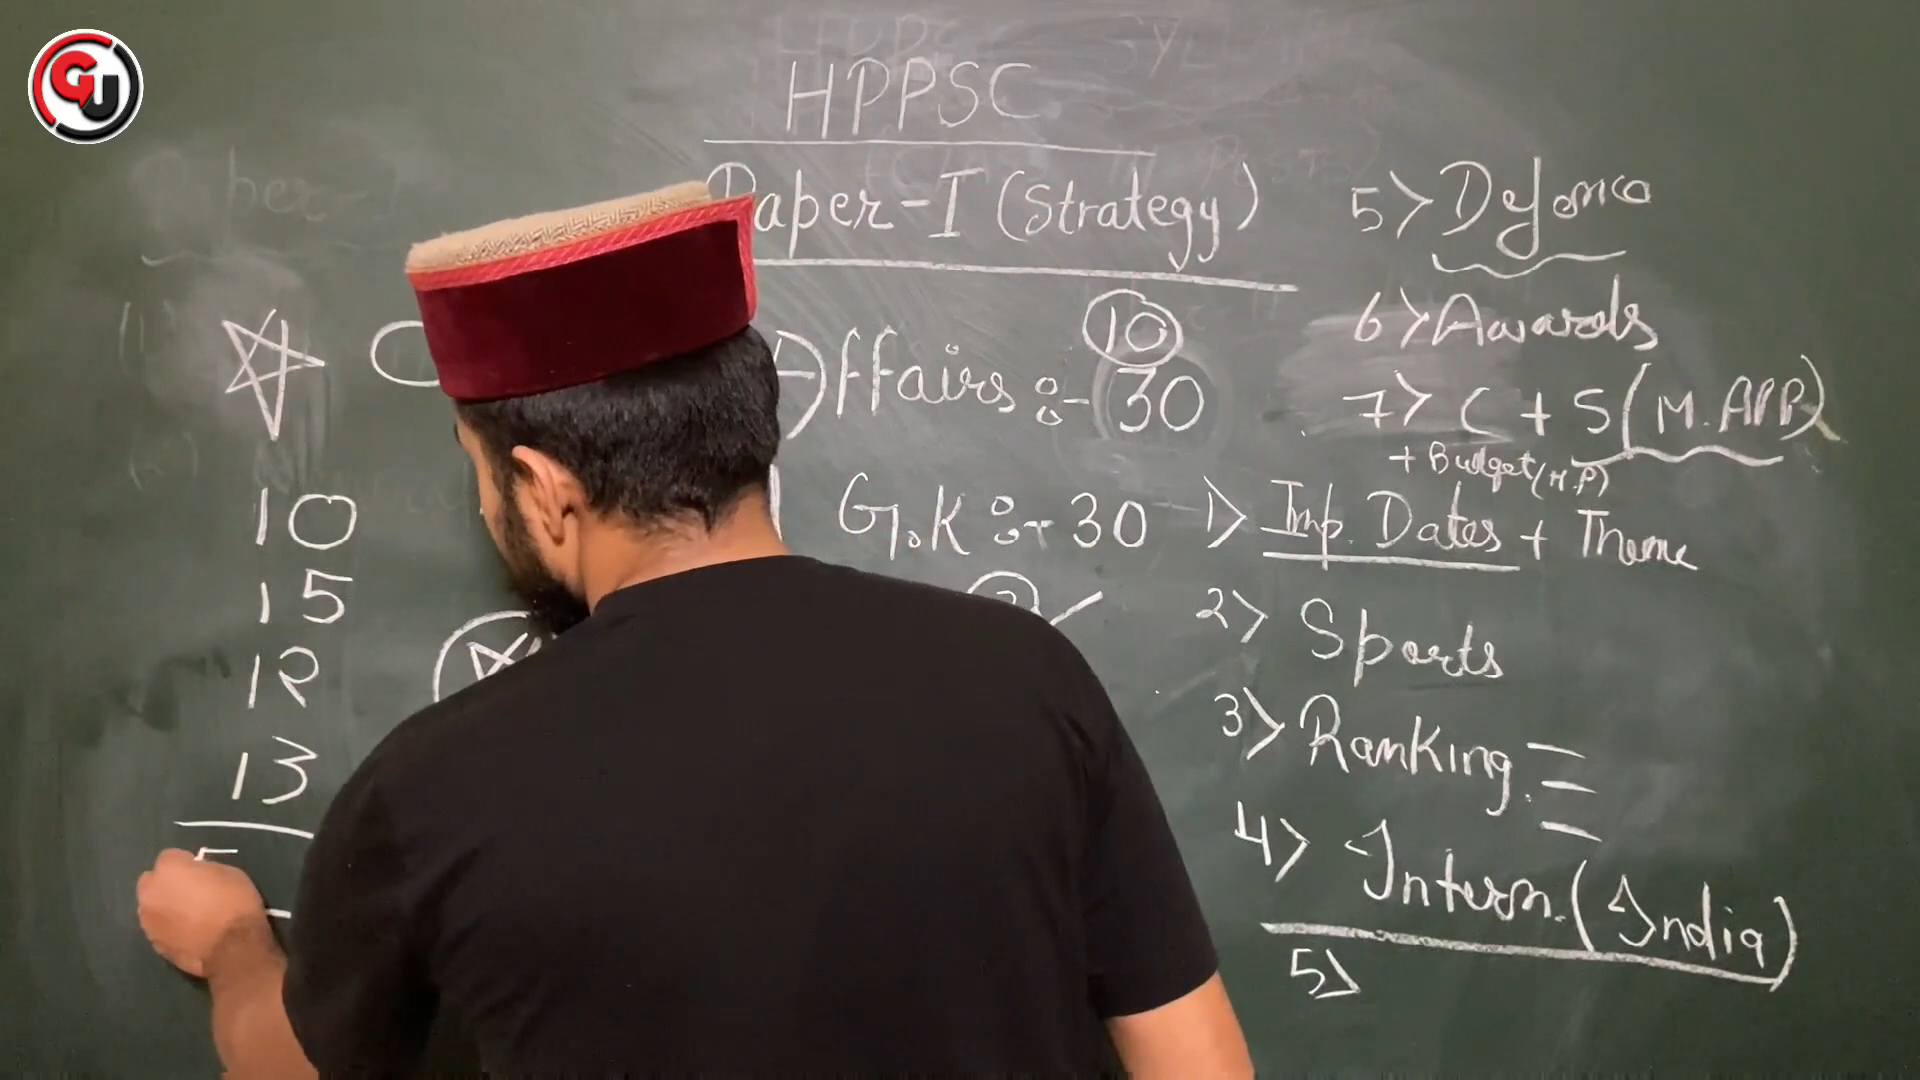 GU
HPPSC
Paper-I (Strategy)
10
Affairs :- 30
G.K :- 30
10
15
12
13
5> Defence
6> Awards
7> C + S (M.APP)
+ Budget (H.P)
1> Imp. Dates + Theme
2> Sports
3> Ranking
4> Intern. (India)
5>